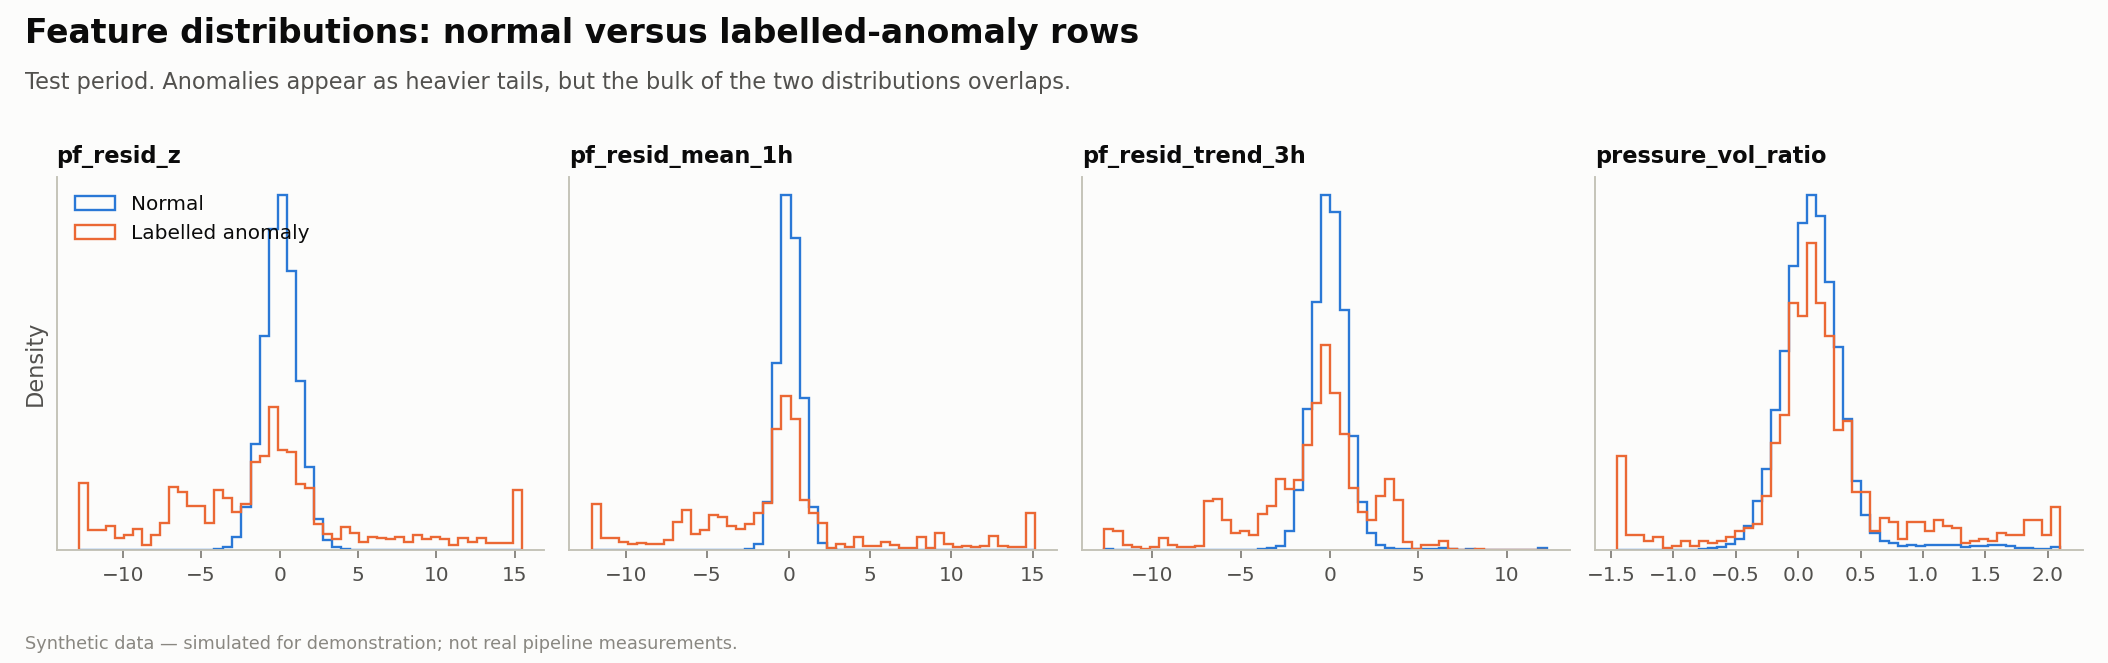 Feature distributions: normal versus labelled-anomaly rows
Test period. Anomalies appear as heavier tails, but the bulk of the two distributions overlaps.
pf_resid_z
pf_resid_mean_1h
pf_resid_trend_3h
pressure_vol_ratio
Normal
Labelled anomaly
Density
−10 −5 0 5 10 15
−10 −5 0 5 10 15
−10 −5 0 5 10
−1.5 −1.0 −0.5 0.0 0.5 1.0 1.5 2.0
Synthetic data — simulated for demonstration; not real pipeline measurements.